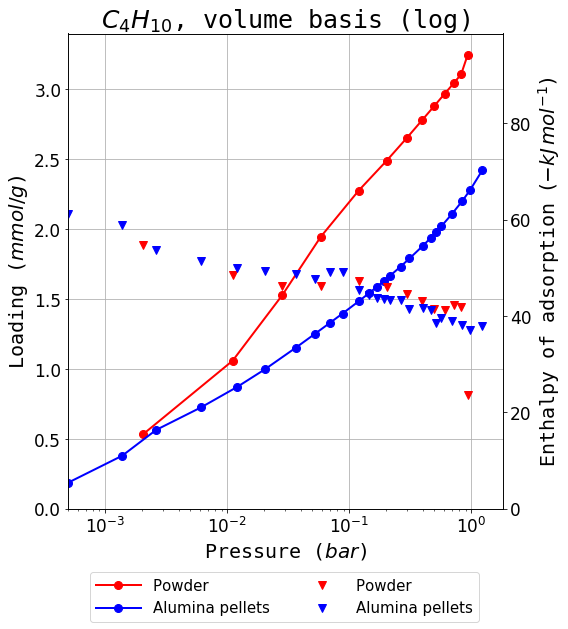 C₄H₁₀, volume basis (log)
Loading (mmol/g)
3.0
2.5
2.0
1.5
1.0
0.5
0.0
80
60
40
20
0
Enthalpy of adsorption (−kJ mol⁻¹)
10⁻³ 10⁻² 10⁻¹ 10⁰
Pressure (bar)
Powder Powder
Alumina pellets Alumina pellets